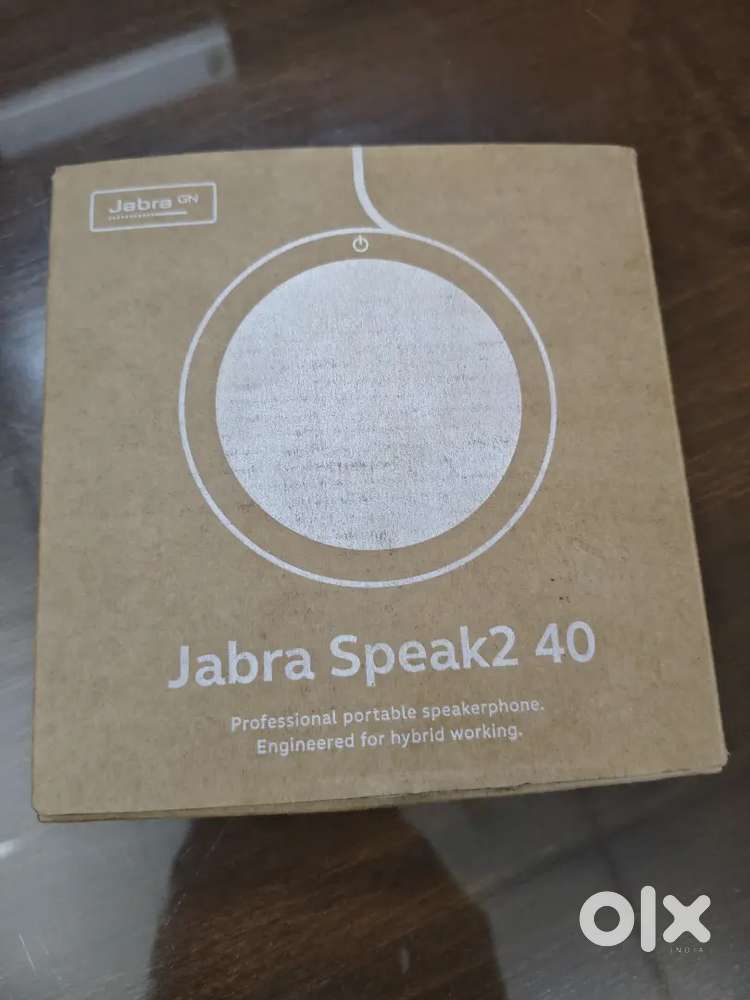 Jabra GN
Jabra Speak2 40
Professional portable speakerphone.
Engineered for hybrid working.
olx
INDIA